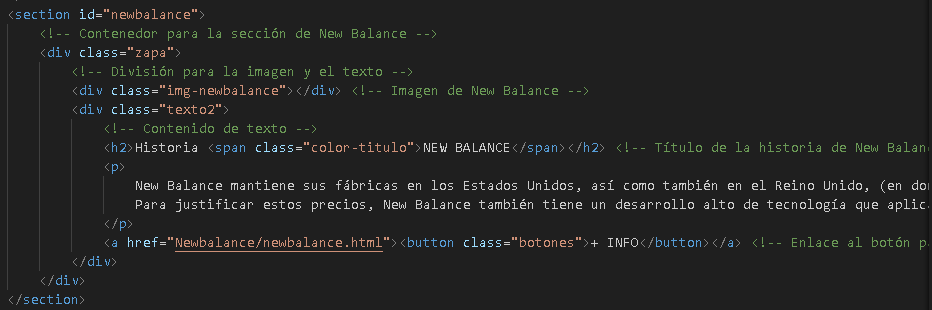 <section id="newbalance">
<!-- Contenedor para la sección de New Balance -->
<div class="zapa">
<!-- División para la imagen y el texto -->
<div class="img-newbalance"></div> <!-- Imagen de New Balance -->
<div class="texto2">
<!-- Contenido de texto -->
<h2>Historia <span class="color-titulo">NEW BALANCE</span></h2> <!-- Título de la historia de New Balan
<p>
New Balance mantiene sus fábricas en los Estados Unidos, así como también en el Reino Unido, (en do
Para justificar estos precios, New Balance también tiene un desarrollo alto de tecnología que aplic
</p>
<a href="Newbalance/newbalance.html"><button class="botones">+ INFO</button></a> <!-- Enlace al botón p
</div>
</div>
</section>